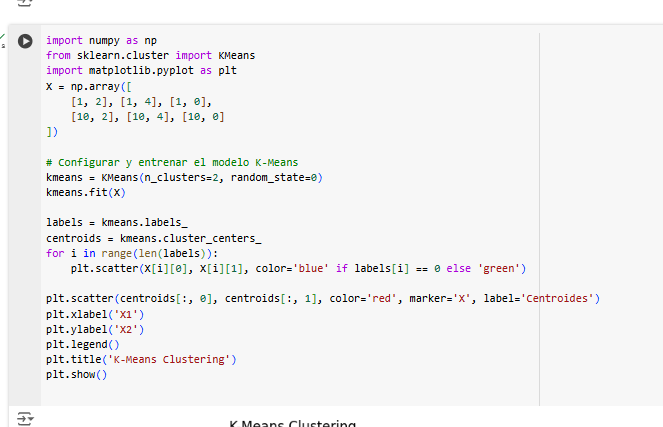 import numpy as np
from sklearn.cluster import KMeans
import matplotlib.pyplot as plt
X = np.array([
    [1, 2], [1, 4], [1, 0],
    [10, 2], [10, 4], [10, 0]
])

# Configurar y entrenar el modelo K-Means
kmeans = KMeans(n_clusters=2, random_state=0)
kmeans.fit(X)

labels = kmeans.labels_
centroids = kmeans.cluster_centers_
for i in range(len(labels)):
    plt.scatter(X[i][0], X[i][1], color='blue' if labels[i] == 0 else 'green')

plt.scatter(centroids[:, 0], centroids[:, 1], color='red', marker='X', label='Centroides')
plt.xlabel('X1')
plt.ylabel('X2')
plt.legend()
plt.title('K-Means Clustering')
plt.show()
K Means Clustering